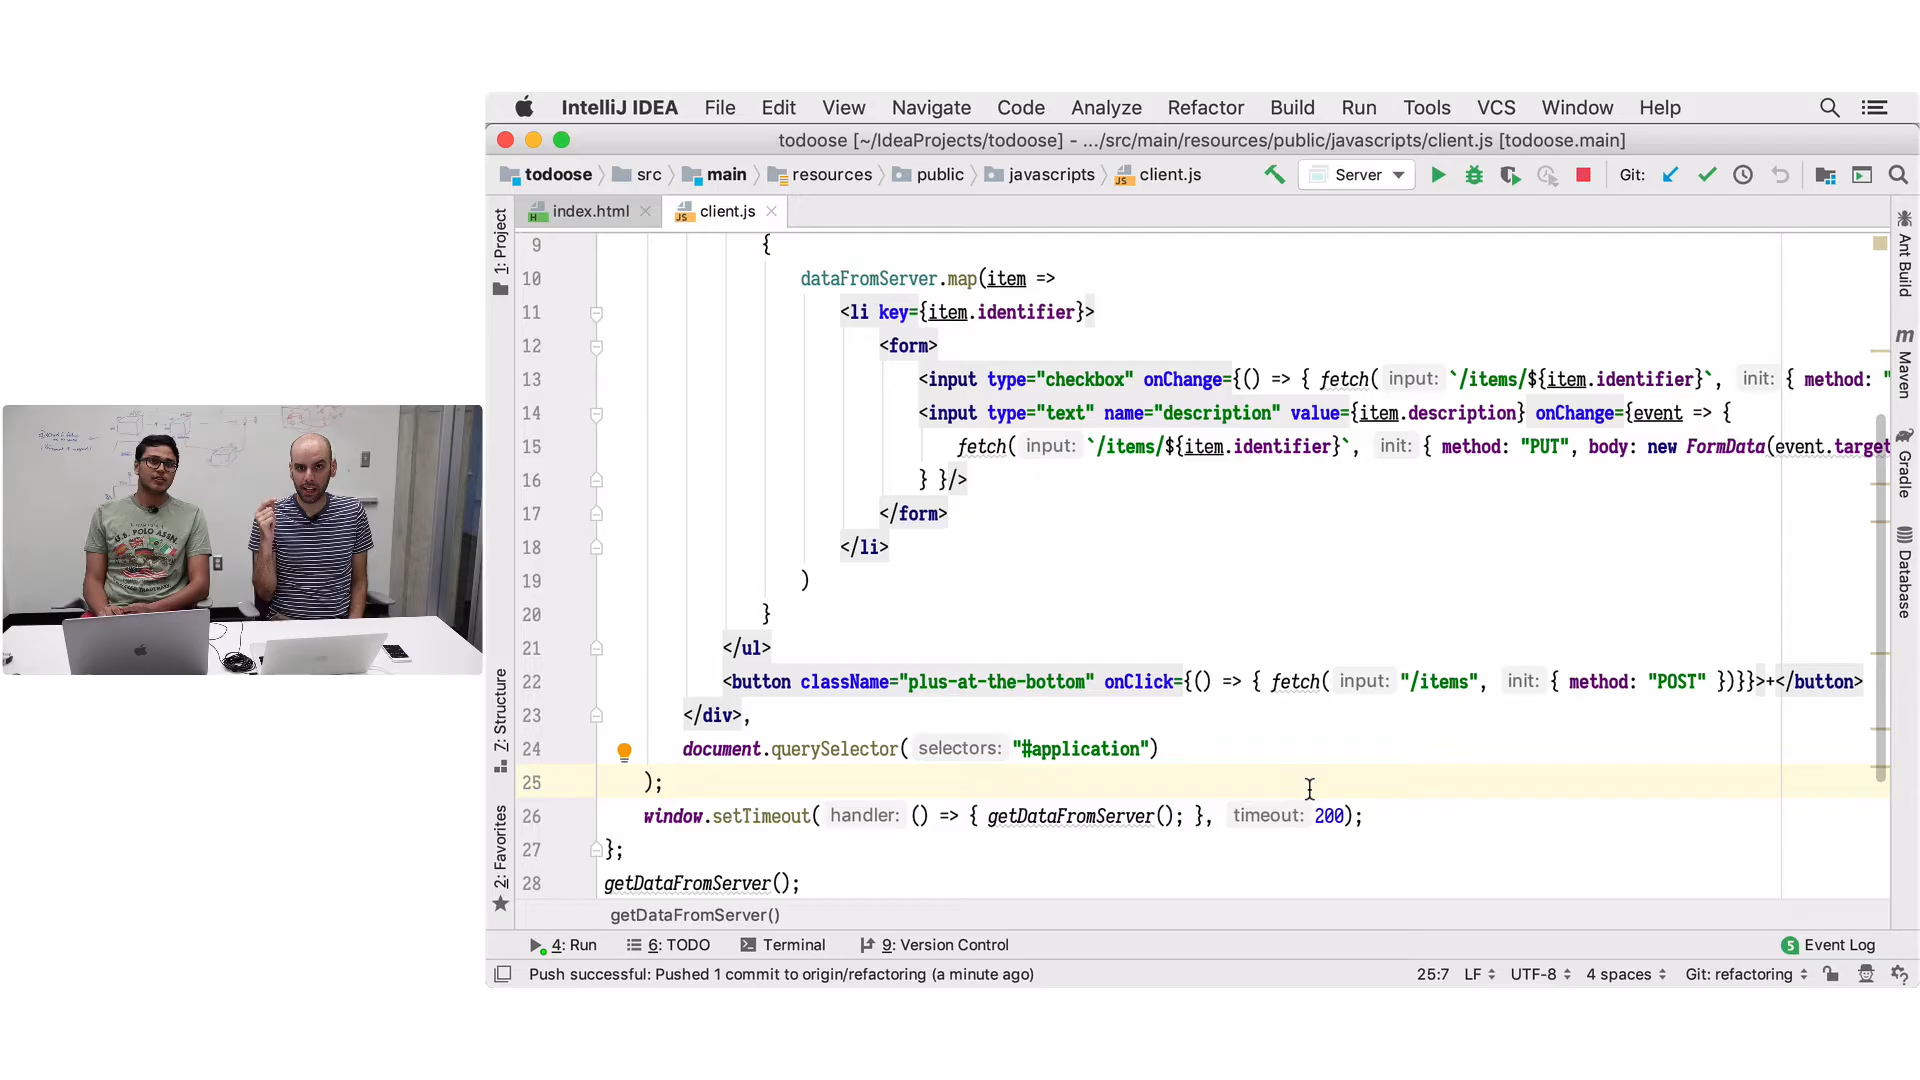 IntelliJ IDEA File Edit View Navigate Code Analyze Refactor Build Run Tools VCS Window Help
todoose [~/IdeaProjects/todoose] - .../src/main/resources/public/javascripts/client.js [todoose.main]
todoose src main resources public javascripts client.js Server Git:
index.html client.js
1: Project
7: Structure
2: Favorites
9 {
10 dataFromServer.map(item =>
11 <li key={item.identifier}>
12 <form>
13 <input type="checkbox" onChange={() => { fetch( input: `/items/${item.identifier}`, init: { method: "
14 <input type="text" name="description" value={item.description} onChange={event => {
15 fetch( input: `/items/${item.identifier}`, init: { method: "PUT", body: new FormData(event.target
16 } }/>
17 </form>
18 </li>
19 )
20 }
21 </ul>
22 <button className="plus-at-the-bottom" onClick={() => { fetch( input: "/items", init: { method: "POST" })}}>+</button>
23 </div>,
24 document.querySelector( selectors: "#application")
25 );
26 window.setTimeout( handler: () => { getDataFromServer(); }, timeout: 200);
27 };
28 getDataFromServer();
getDataFromServer()
Ant Build
m Maven
Gradle
Database
4: Run 6: TODO Terminal 9: Version Control 5 Event Log
Push successful: Pushed 1 commit to origin/refactoring (a minute ago) 25:7 LF UTF-8 4 spaces Git: refactoring
U.S. POLO ASSN.